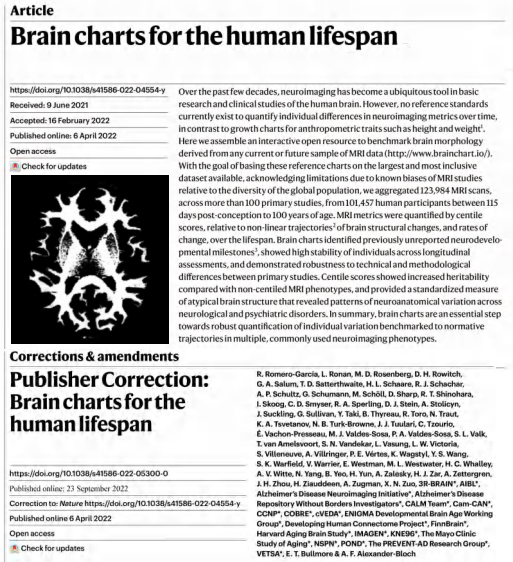 Article
Brain charts for the human lifespan
https://doi.org/10.1038/s41586-022-04554-y
Received: 9 June 2021
Accepted: 16 February 2022
Published online: 6 April 2022
Open access
Check for updates
Over the past few decades, neuroimaging has become a ubiquitous tool in basic
research and clinical studies of the human brain. However, no reference standards
currently exist to quantify individual differences in neuroimaging metrics over time,
in contrast to growth charts for anthropometric traits such as height and weight¹.
Here we assemble an interactive open resource to benchmark brain morphology
derived from any current or future sample of MRI data (http://www.brainchart.io/).
With the goal of basing these reference charts on the largest and most inclusive
dataset available, acknowledging limitations due to known biases of MRI studies
relative to the diversity of the global population, we aggregated 123,984 MRI scans,
across more than 100 primary studies, from 101,457 human participants between 115
days post-conception to 100 years of age. MRI metrics were quantified by centile
scores, relative to non-linear trajectories² of brain structural changes, and rates of
change, over the lifespan. Brain charts identified previously unreported neurodevelo-
pmental milestones³, showed high stability of individuals across longitudinal
assessments, and demonstrated robustness to technical and methodological
differences between primary studies. Centile scores showed increased heritability
compared with non-centiled MRI phenotypes, and provided a standardized measure
of atypical brain structure that revealed patterns of neuroanatomical variation across
neurological and psychiatric disorders. In summary, brain charts are an essential step
towards robust quantification of individual variation benchmarked to normative
trajectories in multiple, commonly used neuroimaging phenotypes.
Corrections & amendments
Publisher Correction:
Brain charts for the
human lifespan
https://doi.org/10.1038/s41586-022-05300-0
Published online: 23 September 2022
Correction to: Nature https://doi.org/10.1038/s41586-022-04554-y
Published online 6 April 2022
Open access
Check for updates
R. Romero-Garcia, L. Ronan, M. D. Rosenberg, D. H. Rowitch,
G. A. Salum, T. D. Satterthwaite, H. L. Schaare, R. J. Schachar,
A. P. Schultz, G. Schumann, M. Schöll, D. Sharp, R. T. Shinohara,
I. Skoog, C. D. Smyser, R. A. Sperling, D. J. Stein, A. Stolicyn,
J. Suckling, G. Sullivan, Y. Taki, B. Thyreau, R. Toro, N. Traut,
K. A. Tsvetanov, N. B. Turk-Browne, J. J. Tuulari, C. Tzourio,
É. Vachon-Presseau, M. J. Valdes-Sosa, P. A. Valdes-Sosa, S. L. Valk,
T. van Amelsvoort, S. N. Vandekar, L. Vasung, L. W. Victoria,
S. Villeneuve, A. Villringer, P. E. Vértes, K. Wagstyl, Y. S. Wang,
S. K. Warfield, V. Warrier, E. Westman, M. L. Westwater, H. C. Whalley,
A. V. Witte, N. Yang, B. Yeo, H. Yun, A. Zalesky, H. J. Zar, A. Zettergren,
J. H. Zhou, H. Ziauddeen, A. Zugman, X. N. Zuo, 3R-BRAIN*, AIBL*,
Alzheimer's Disease Neuroimaging Initiative*, Alzheimer's Disease
Repository Without Borders Investigators*, CALM Team*, Cam-CAN*,
CCNP*, COBRE*, cVEDA*, ENIGMA Developmental Brain Age Working
Group*, Developing Human Connectome Project*, FinnBrain*,
Harvard Aging Brain Study*, IMAGEN*, KNE96*, The Mayo Clinic
Study of Aging*, NSPN*, POND*, The PREVENT-AD Research Group*,
VETSA*, E. T. Bullmore & A. F. Alexander-Bloch